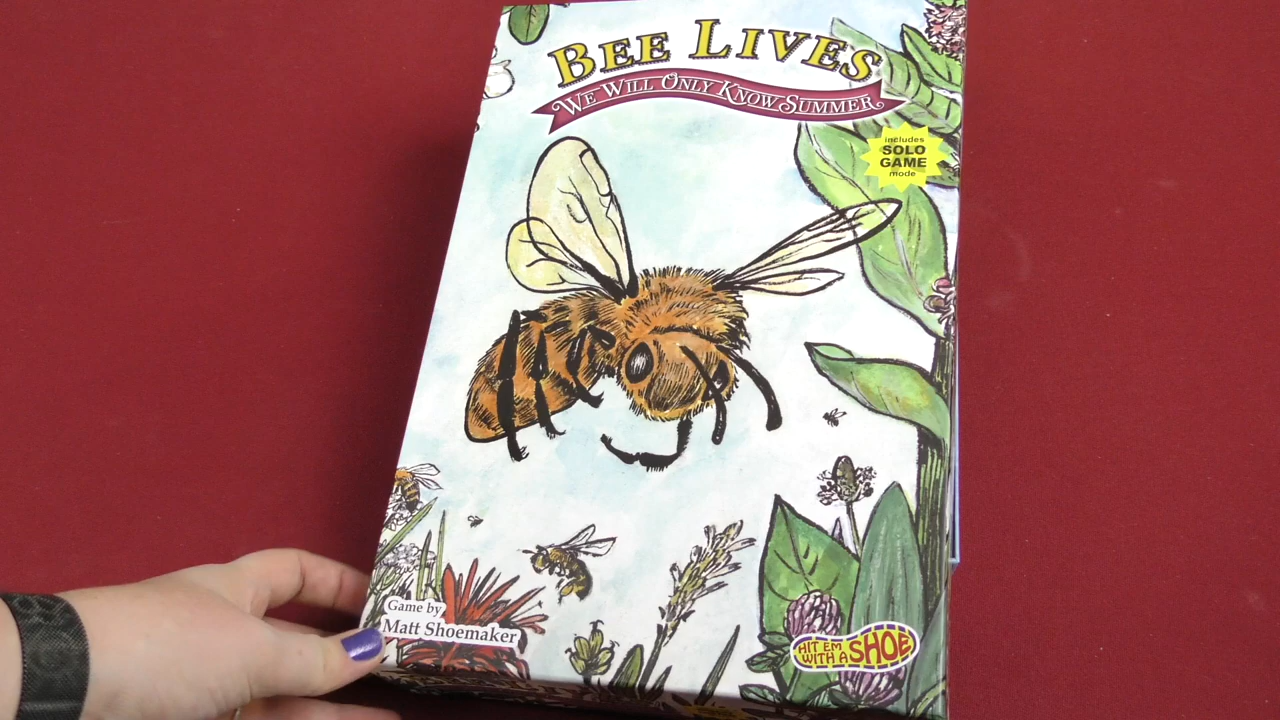 BEE LIVES
WE WILL ONLY KNOW SUMMER
includes
SOLO
GAME
mode
Game by
Matt Shoemaker
HIT EM
WITH A SHOE